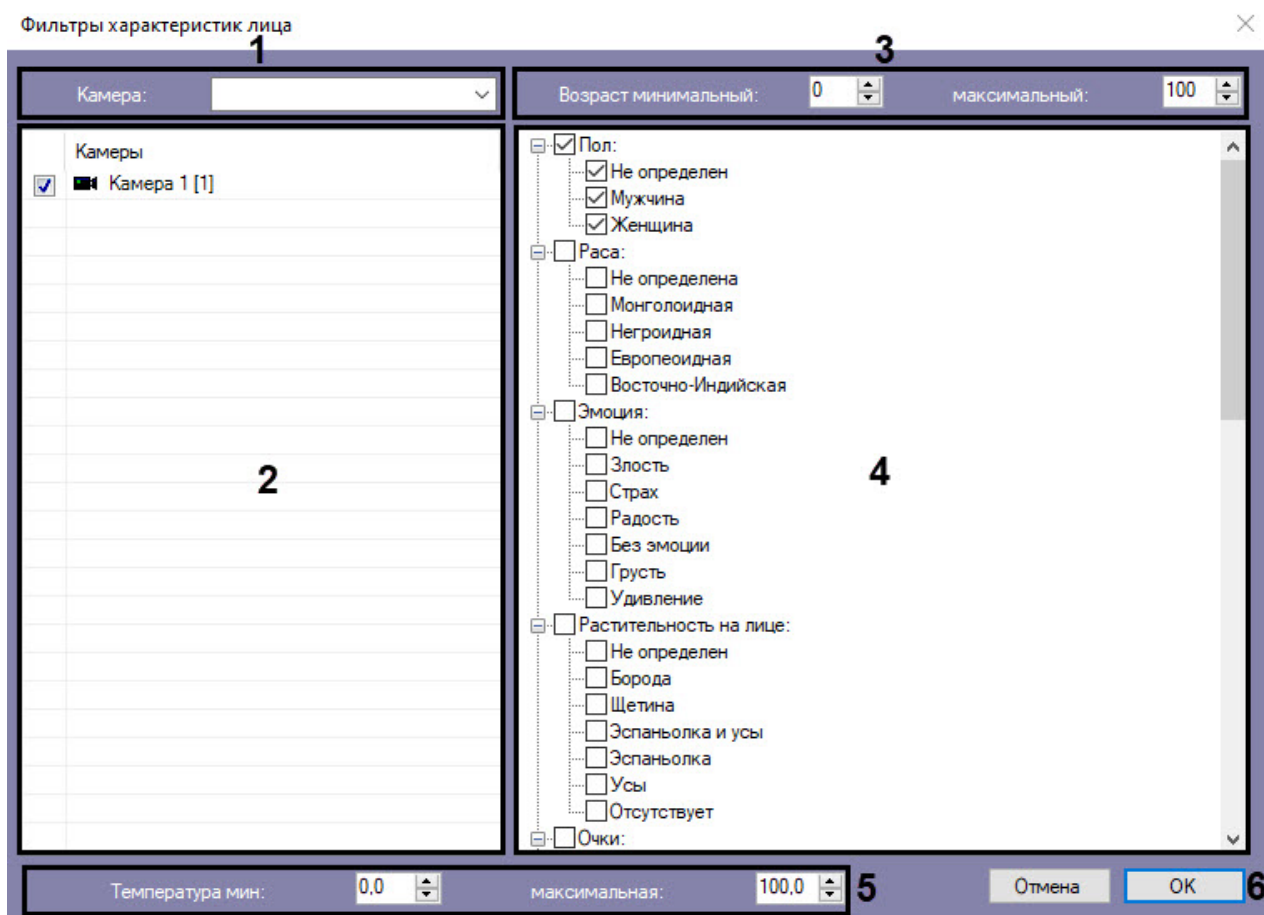 Фильтры характеристик лица
1
3
Камера:
Возраст минимальный: 0 максимальный: 100
Камеры
Камера 1 [1]
2
Пол:
Не определен
Мужчина
Женщина
Раса:
Не определена
Монголоидная
Негроидная
Европеоидная
Восточно-Индийская
Эмоция:
Не определен
Злость
Страх
Радость
Без эмоции
Грусть
Удивление
4
Растительность на лице:
Не определен
Борода
Щетина
Эспаньолка и усы
Эспаньолка
Усы
Отсутствует
Очки:
Температура мин: 0,0 максимальная: 100,0 5
Отмена OK 6